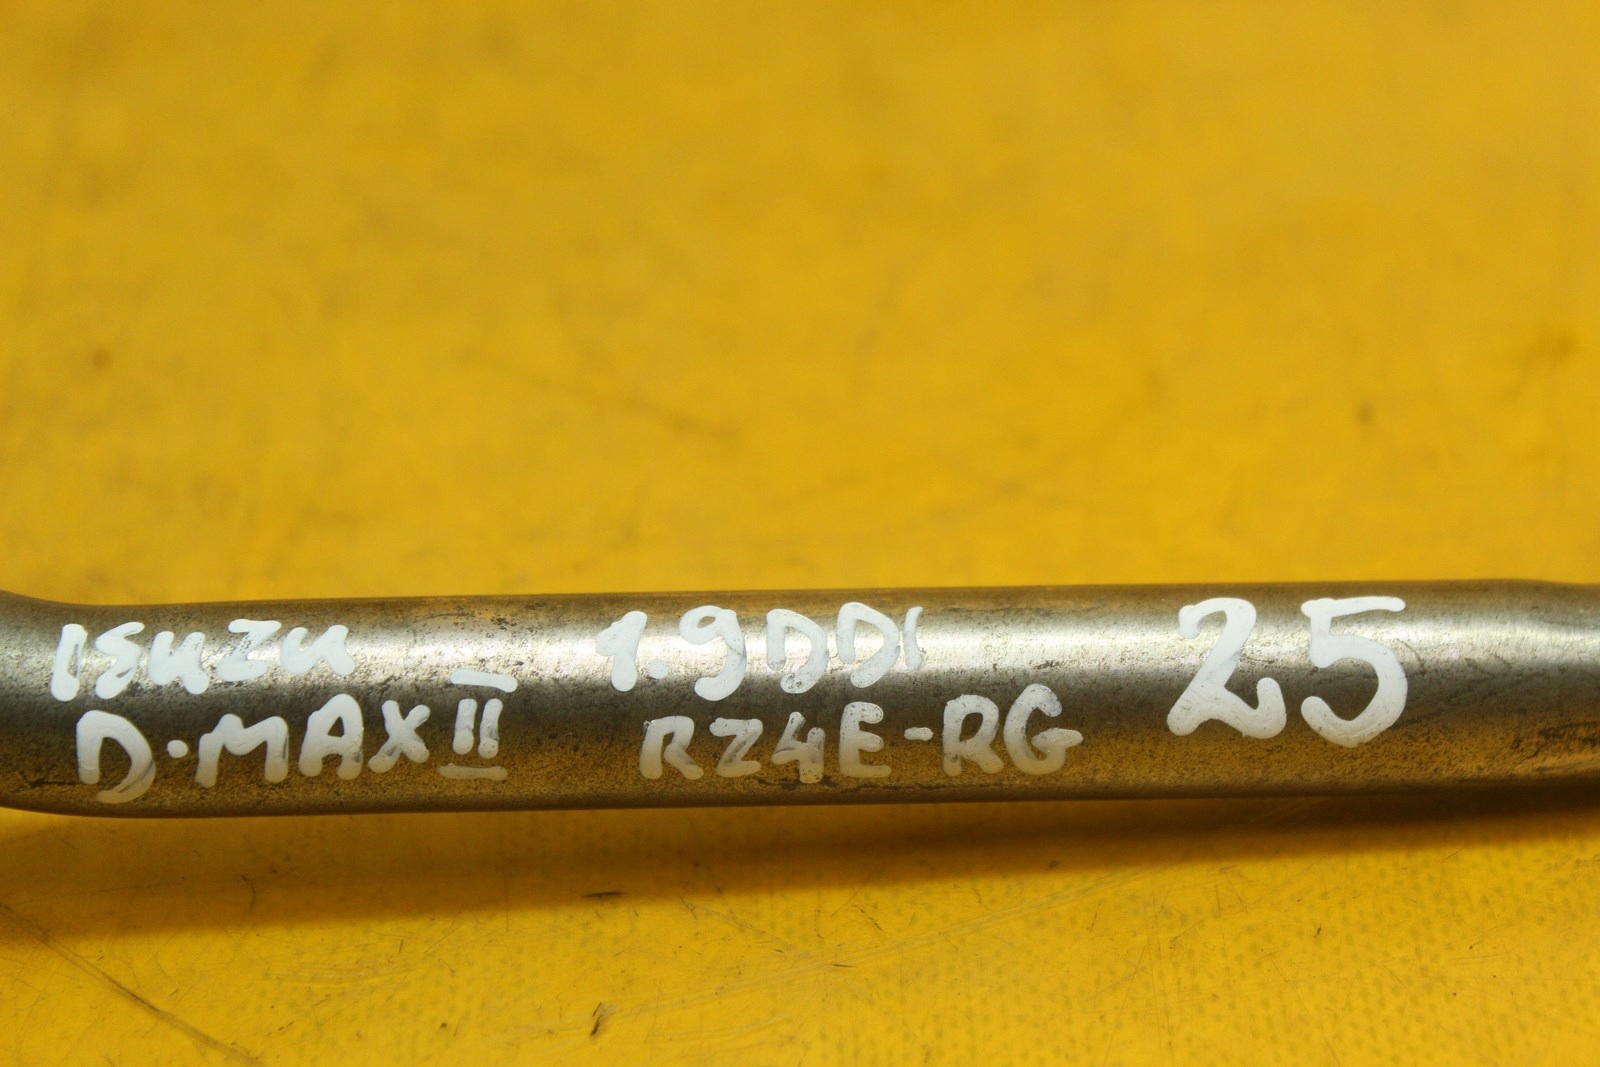 ISUZU 1.9DDI 25
D-MAX II RZ4E-RG